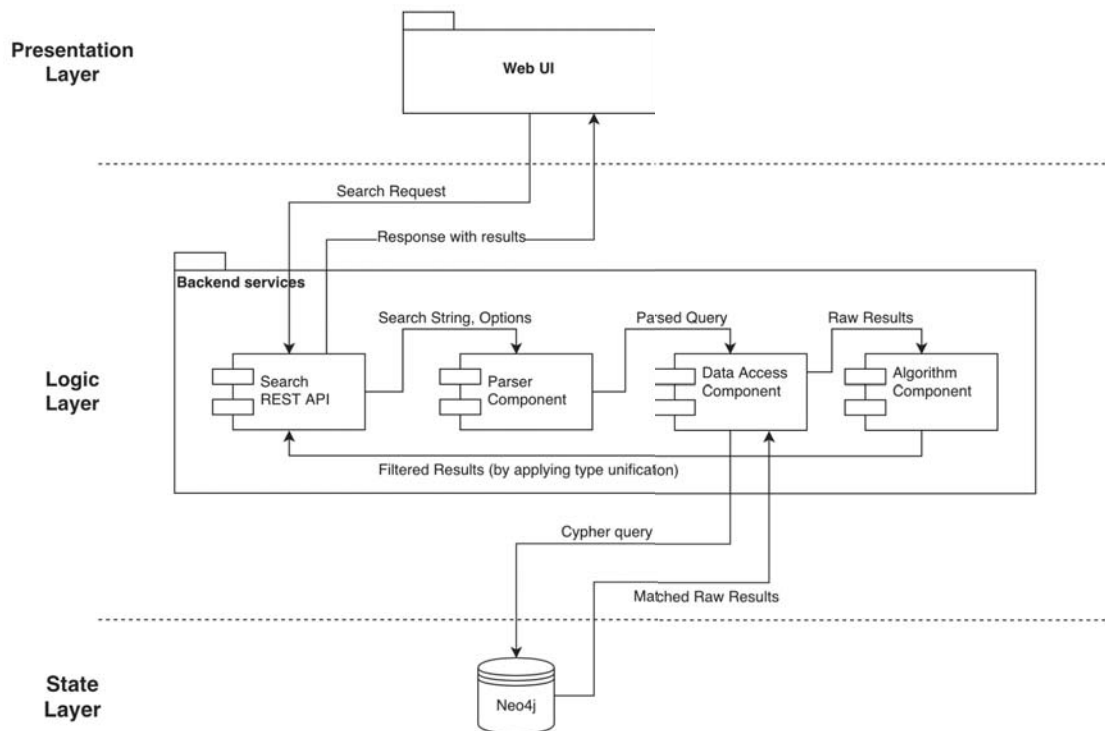 Presentation
Layer
Web UI
Search Request
Response with results
Backend services
Search String, Options
Parsed Query
Raw Results
Logic
Layer
Search
REST API
Parser
Component
Data Access
Component
Algorithm
Component
Filtered Results (by applying type unification)
Cypher query
Matched Raw Results
State
Layer
Neo4j